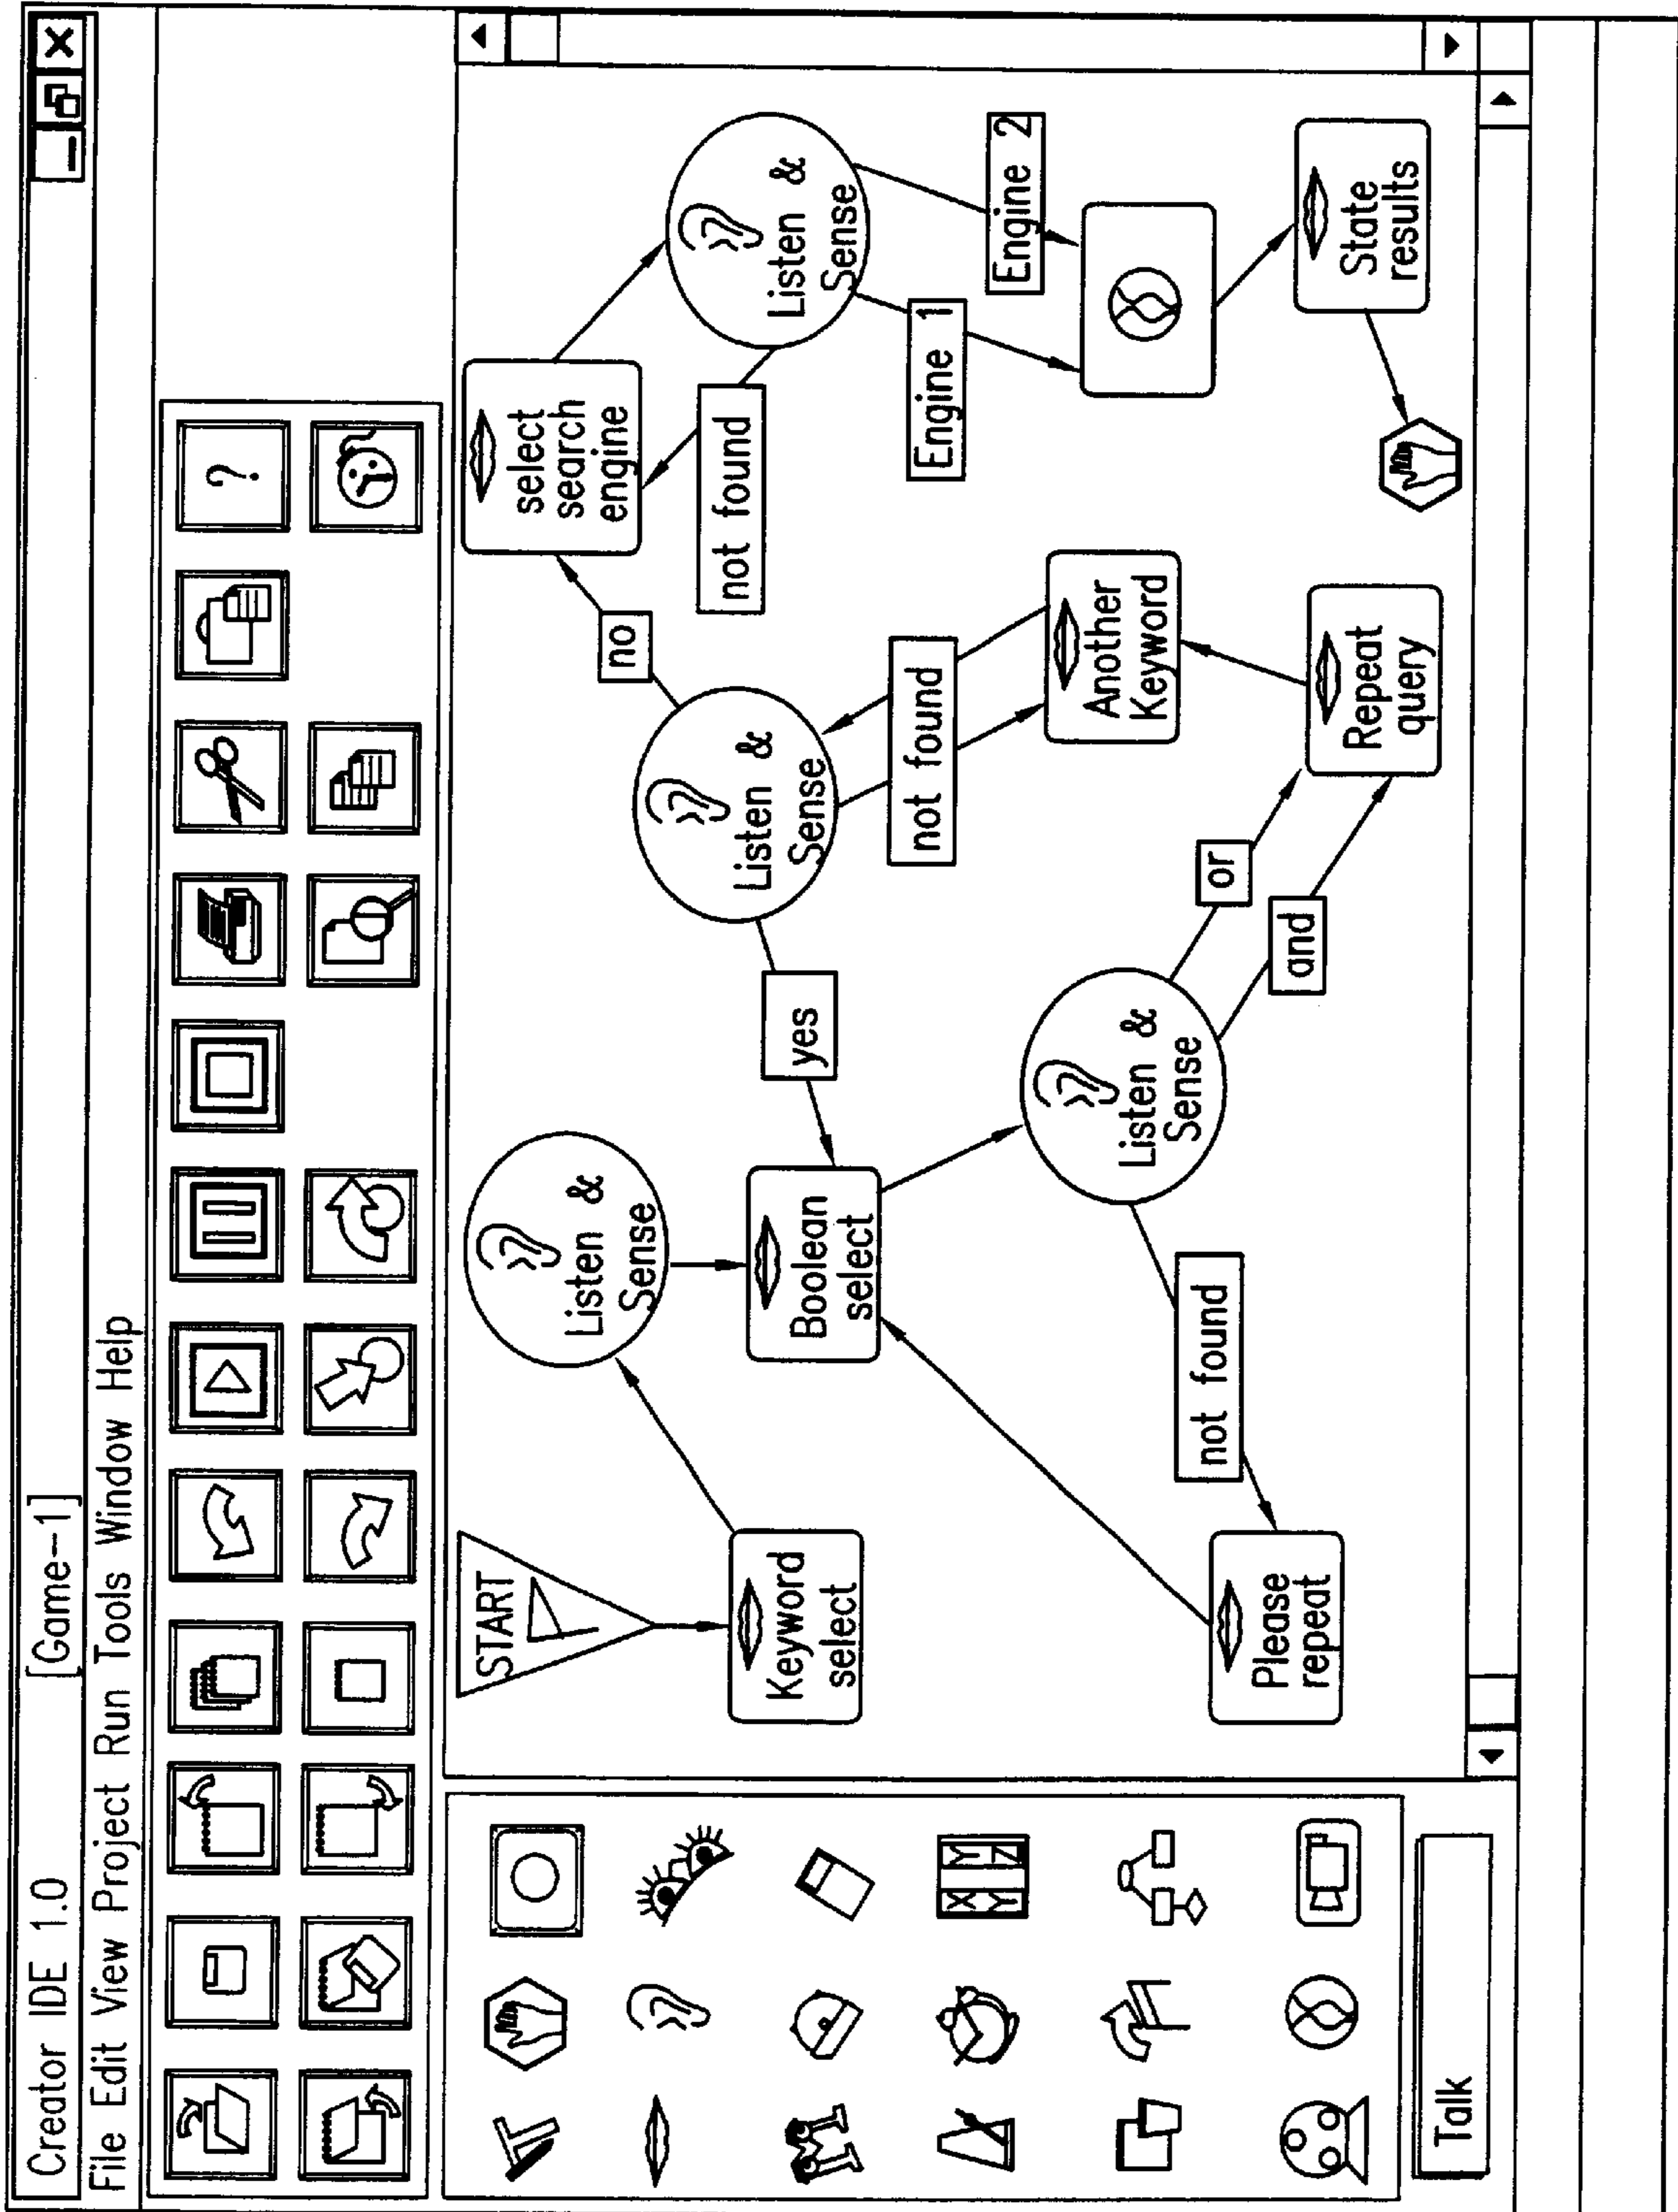 Creator IDE 1.0 [Game--1]
File Edit View Project Run Tools Window Help
?
START
Keyword
select
Listen &
Sense
Boolean
select
yes
Listen &
Sense
no
select
search
engine
Listen &
Sense
not found
Engine 1
Engine 2
State
results
not found
Another
Keyword
Repeat
query
or
and
Listen &
Sense
not found
Please
repeat
X Y
Y Z
Talk